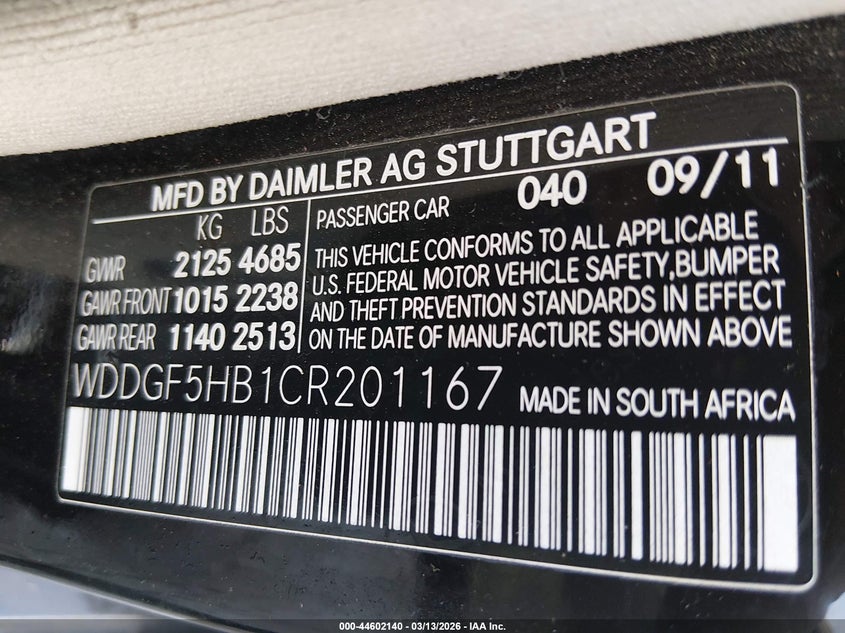 MFD BY DAIMLER AG STUTTGART
KG LBS
GVWR 2125 4685
GAWR FRONT 1015 2238
GAWR REAR 1140 2513
PASSENGER CAR 040 09/11
THIS VEHICLE CONFORMS TO ALL APPLICABLE
U.S. FEDERAL MOTOR VEHICLE SAFETY,BUMPER
AND THEFT PREVENTION STANDARDS IN EFFECT
ON THE DATE OF MANUFACTURE SHOWN ABOVE
WDDGF5HB1CR201167 MADE IN SOUTH AFRICA
000-44602140 - 03/13/2026 - IAA Inc.